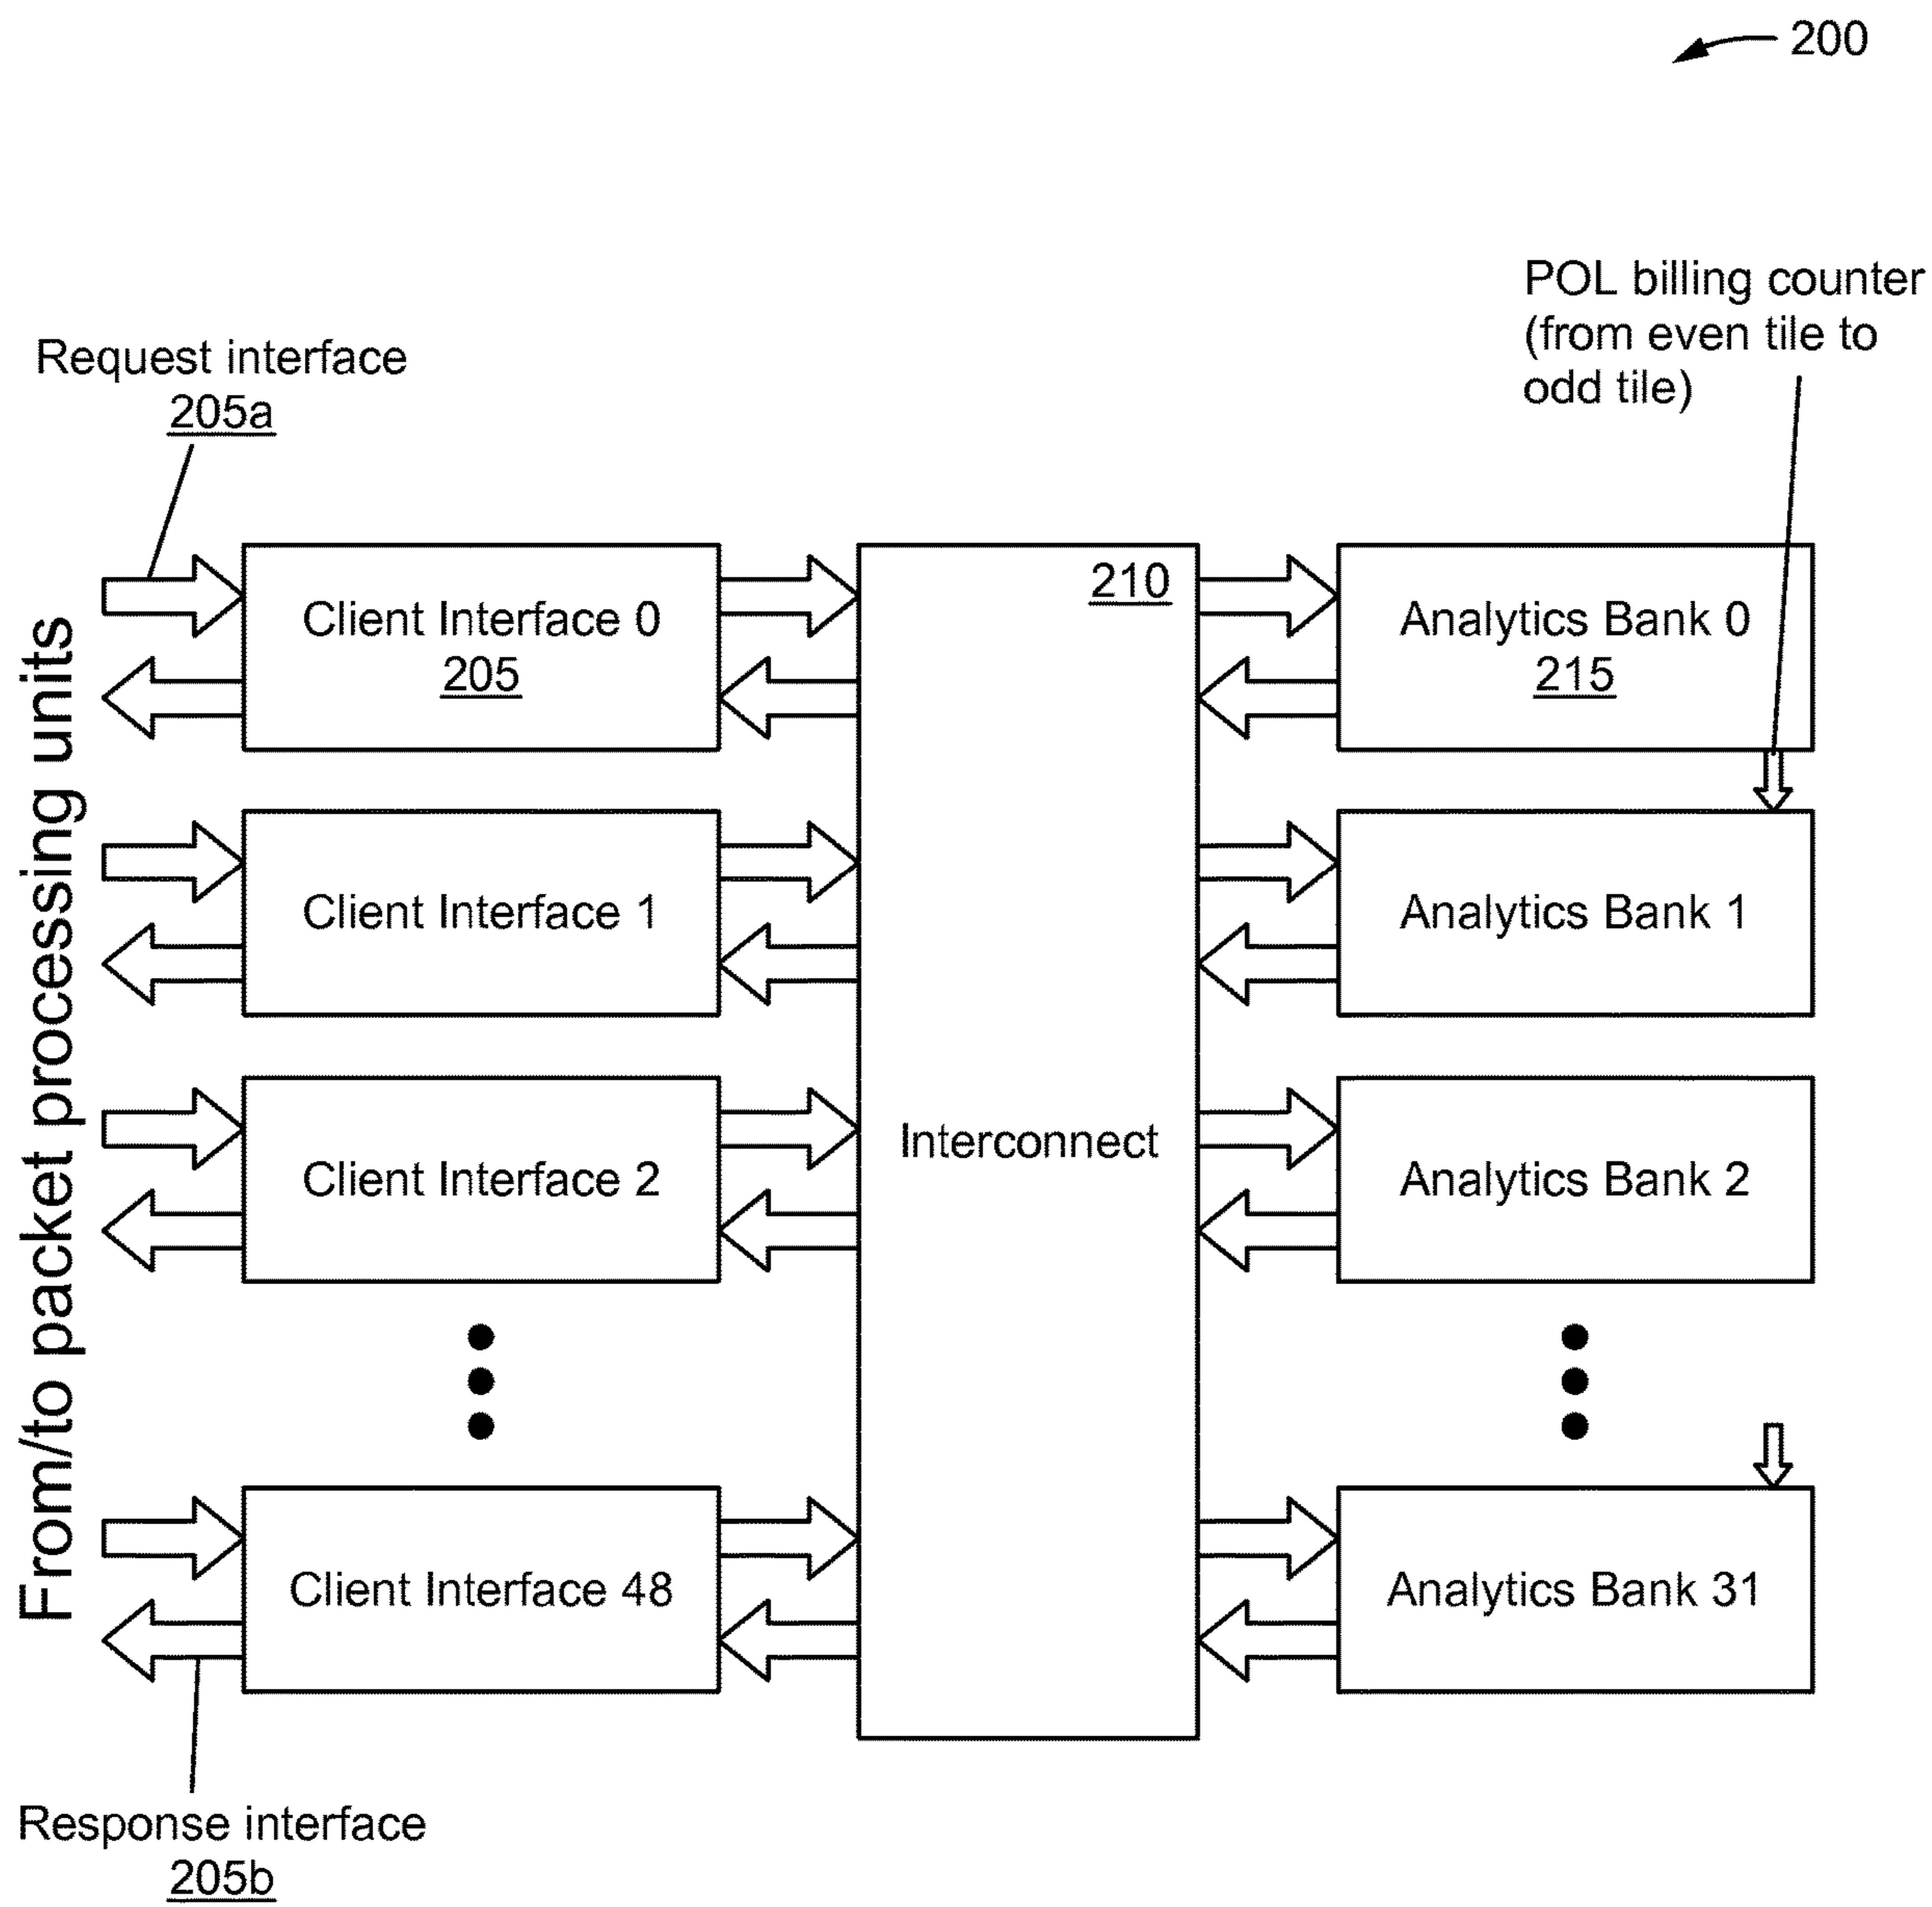 200
POL billing counter
(from even tile to
odd tile)
Request interface
205a
From/to packet processing units
Client Interface 0
205
210
Analytics Bank 0
215
Client Interface 1
Analytics Bank 1
Interconnect
Client Interface 2
Analytics Bank 2
Client Interface 48
Analytics Bank 31
Response interface
205b